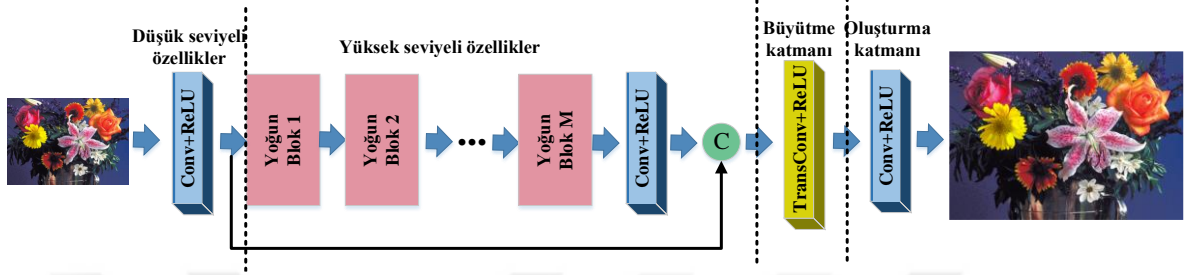 Düşük seviyeli
özellikler
Yüksek seviyeli özellikler
Büyütme
katmanı
Oluşturma
katmanı
Conv+ReLU
Yoğun
Blok 1
Yoğun
Blok 2
•••
Yoğun
Blok M
Conv+ReLU
C
TransConv+ReLU
Conv+ReLU